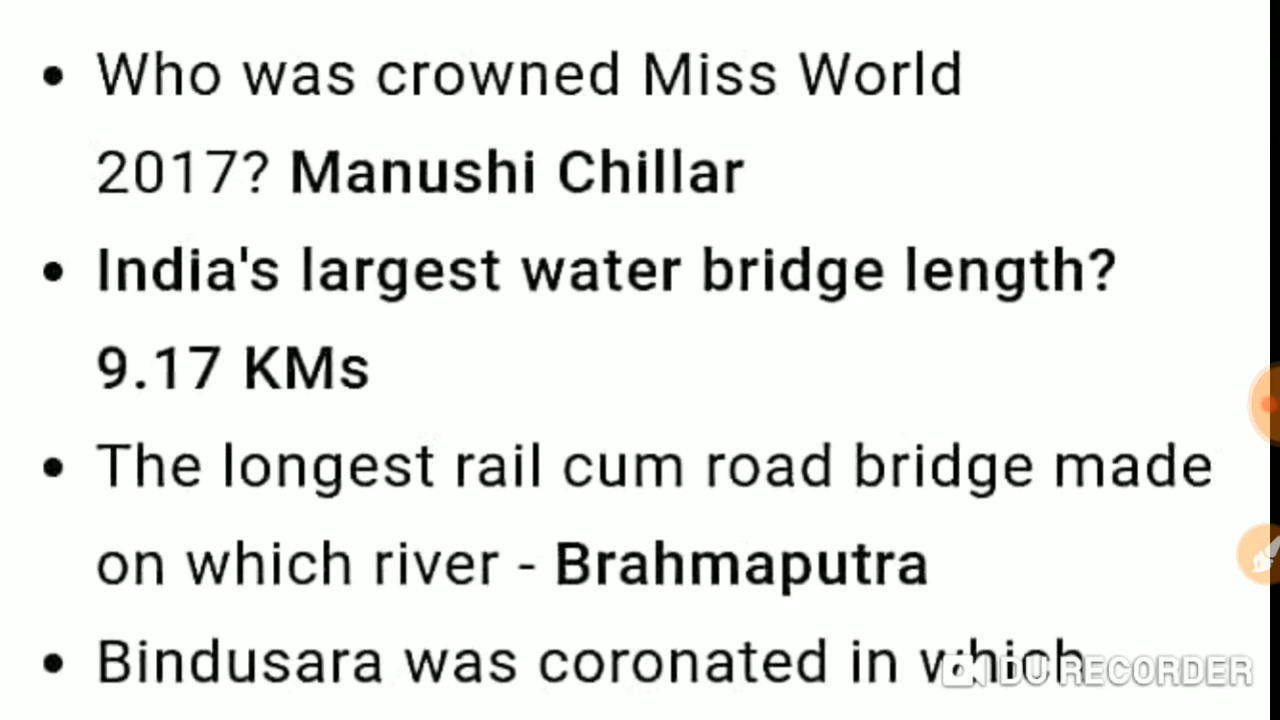 • Who was crowned Miss World
2017? Manushi Chillar
• India's largest water bridge length?
9.17 KMs
• The longest rail cum road bridge made
on which river - Brahmaputra
• Bindusara was coronated in which
DU RECORDER